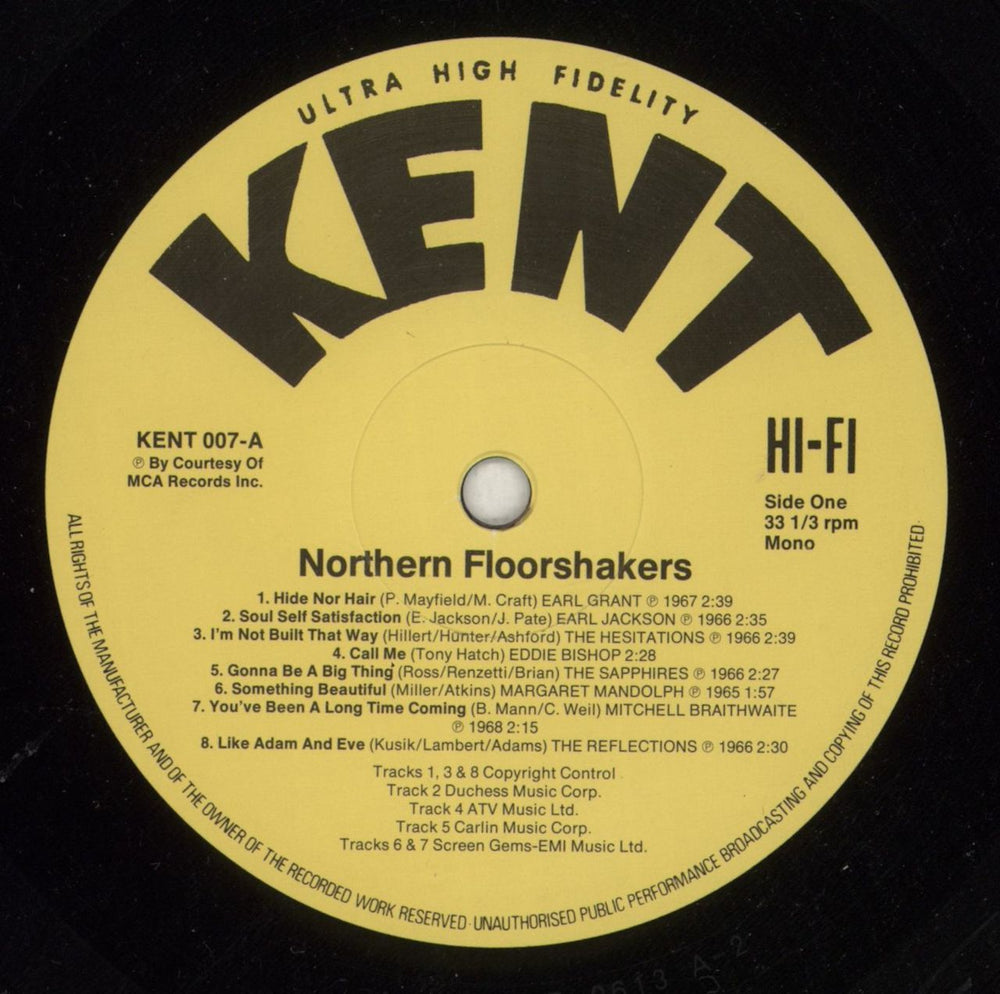 ULTRA HIGH FIDELITY
KENT
KENT 007-A
℗ By Courtesy Of
MCA Records Inc.
HI-FI
Side One
33 1/3 rpm
Mono
Northern Floorshakers
1. Hide Nor Hair (P. Mayfield/M. Craft) EARL GRANT ℗ 1967 2:39
2. Soul Self Satisfaction (E. Jackson/J. Pate) EARL JACKSON ℗ 1966 2:35
3. I'm Not Built That Way (Hillert/Hunter/Ashford) THE HESITATIONS ℗ 1966 2:39
4. Call Me (Tony Hatch) EDDIE BISHOP 2:28
5. Gonna Be A Big Thing (Ross/Renzetti/Brian) THE SAPPHIRES ℗ 1966 2:27
6. Something Beautiful (Miller/Atkins) MARGARET MANDOLPH ℗ 1965 1:57
7. You've Been A Long Time Coming (B. Mann/C. Weil) MITCHELL BRAITHWAITE
℗ 1968 2:15
8. Like Adam And Eve (Kusik/Lambert/Adams) THE REFLECTIONS ℗ 1966 2:30
Tracks 1, 3 & 8 Copyright Control
Track 2 Duchess Music Corp.
Track 4 ATV Music Ltd.
Track 5 Carlin Music Corp.
Tracks 6 & 7 Screen Gems-EMI Music Ltd.
ALL RIGHTS OF THE MANUFACTURER AND OF THE OWNER OF THE RECORDED WORK RESERVED · UNAUTHORISED PUBLIC PERFORMANCE BROADCASTING AND COPYING OF THIS RECORD PROHIBITED·
A-2